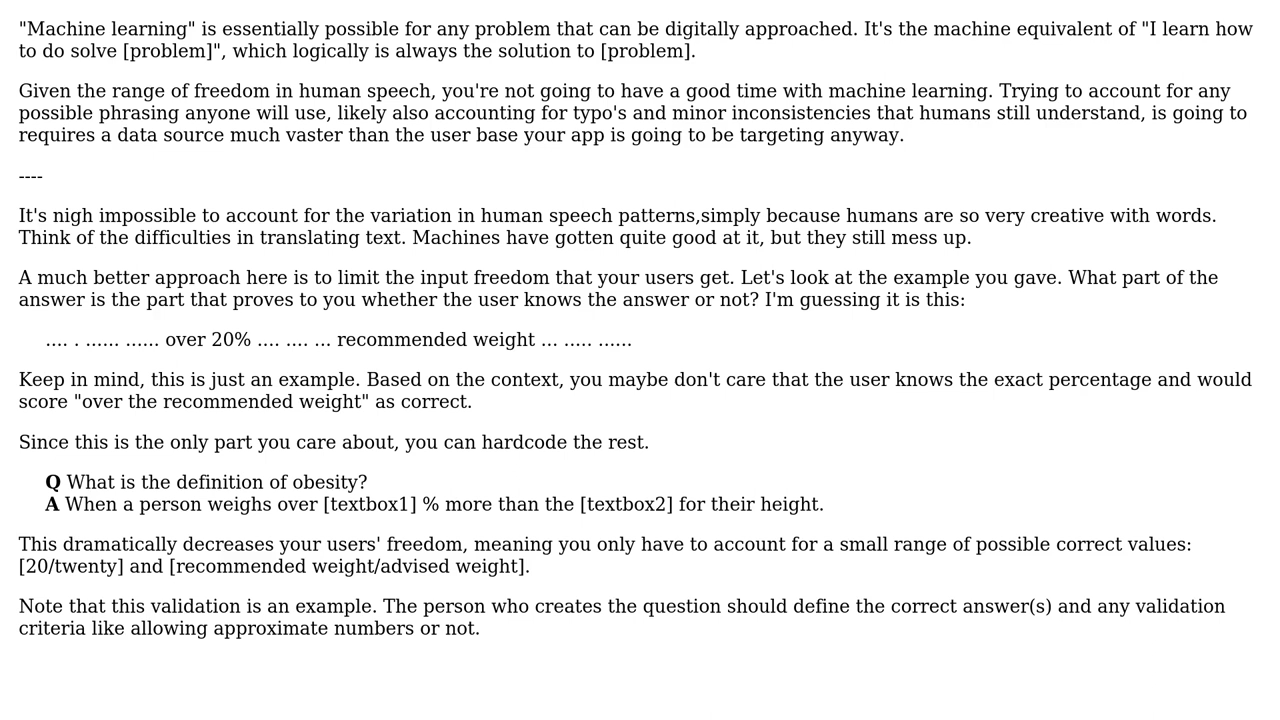 "Machine learning" is essentially possible for any problem that can be digitally approached. It's the machine equivalent of "I learn how
to do solve [problem]", which logically is always the solution to [problem].
Given the range of freedom in human speech, you're not going to have a good time with machine learning. Trying to account for any
possible phrasing anyone will use, likely also accounting for typo's and minor inconsistencies that humans still understand, is going to
requires a data source much vaster than the user base your app is going to be targeting anyway.
----
It's nigh impossible to account for the variation in human speech patterns,simply because humans are so very creative with words.
Think of the difficulties in translating text. Machines have gotten quite good at it, but they still mess up.
A much better approach here is to limit the input freedom that your users get. Let's look at the example you gave. What part of the
answer is the part that proves to you whether the user knows the answer or not? I'm guessing it is this:
.... . ...... ...... over 20% .... .... ... recommended weight ... ..... ......
Keep in mind, this is just an example. Based on the context, you maybe don't care that the user knows the exact percentage and would
score "over the recommended weight" as correct.
Since this is the only part you care about, you can hardcode the rest.
Q What is the definition of obesity?
A When a person weighs over [textbox1] % more than the [textbox2] for their height.
This dramatically decreases your users' freedom, meaning you only have to account for a small range of possible correct values:
[20/twenty] and [recommended weight/advised weight].
Note that this validation is an example. The person who creates the question should define the correct answer(s) and any validation
criteria like allowing approximate numbers or not.